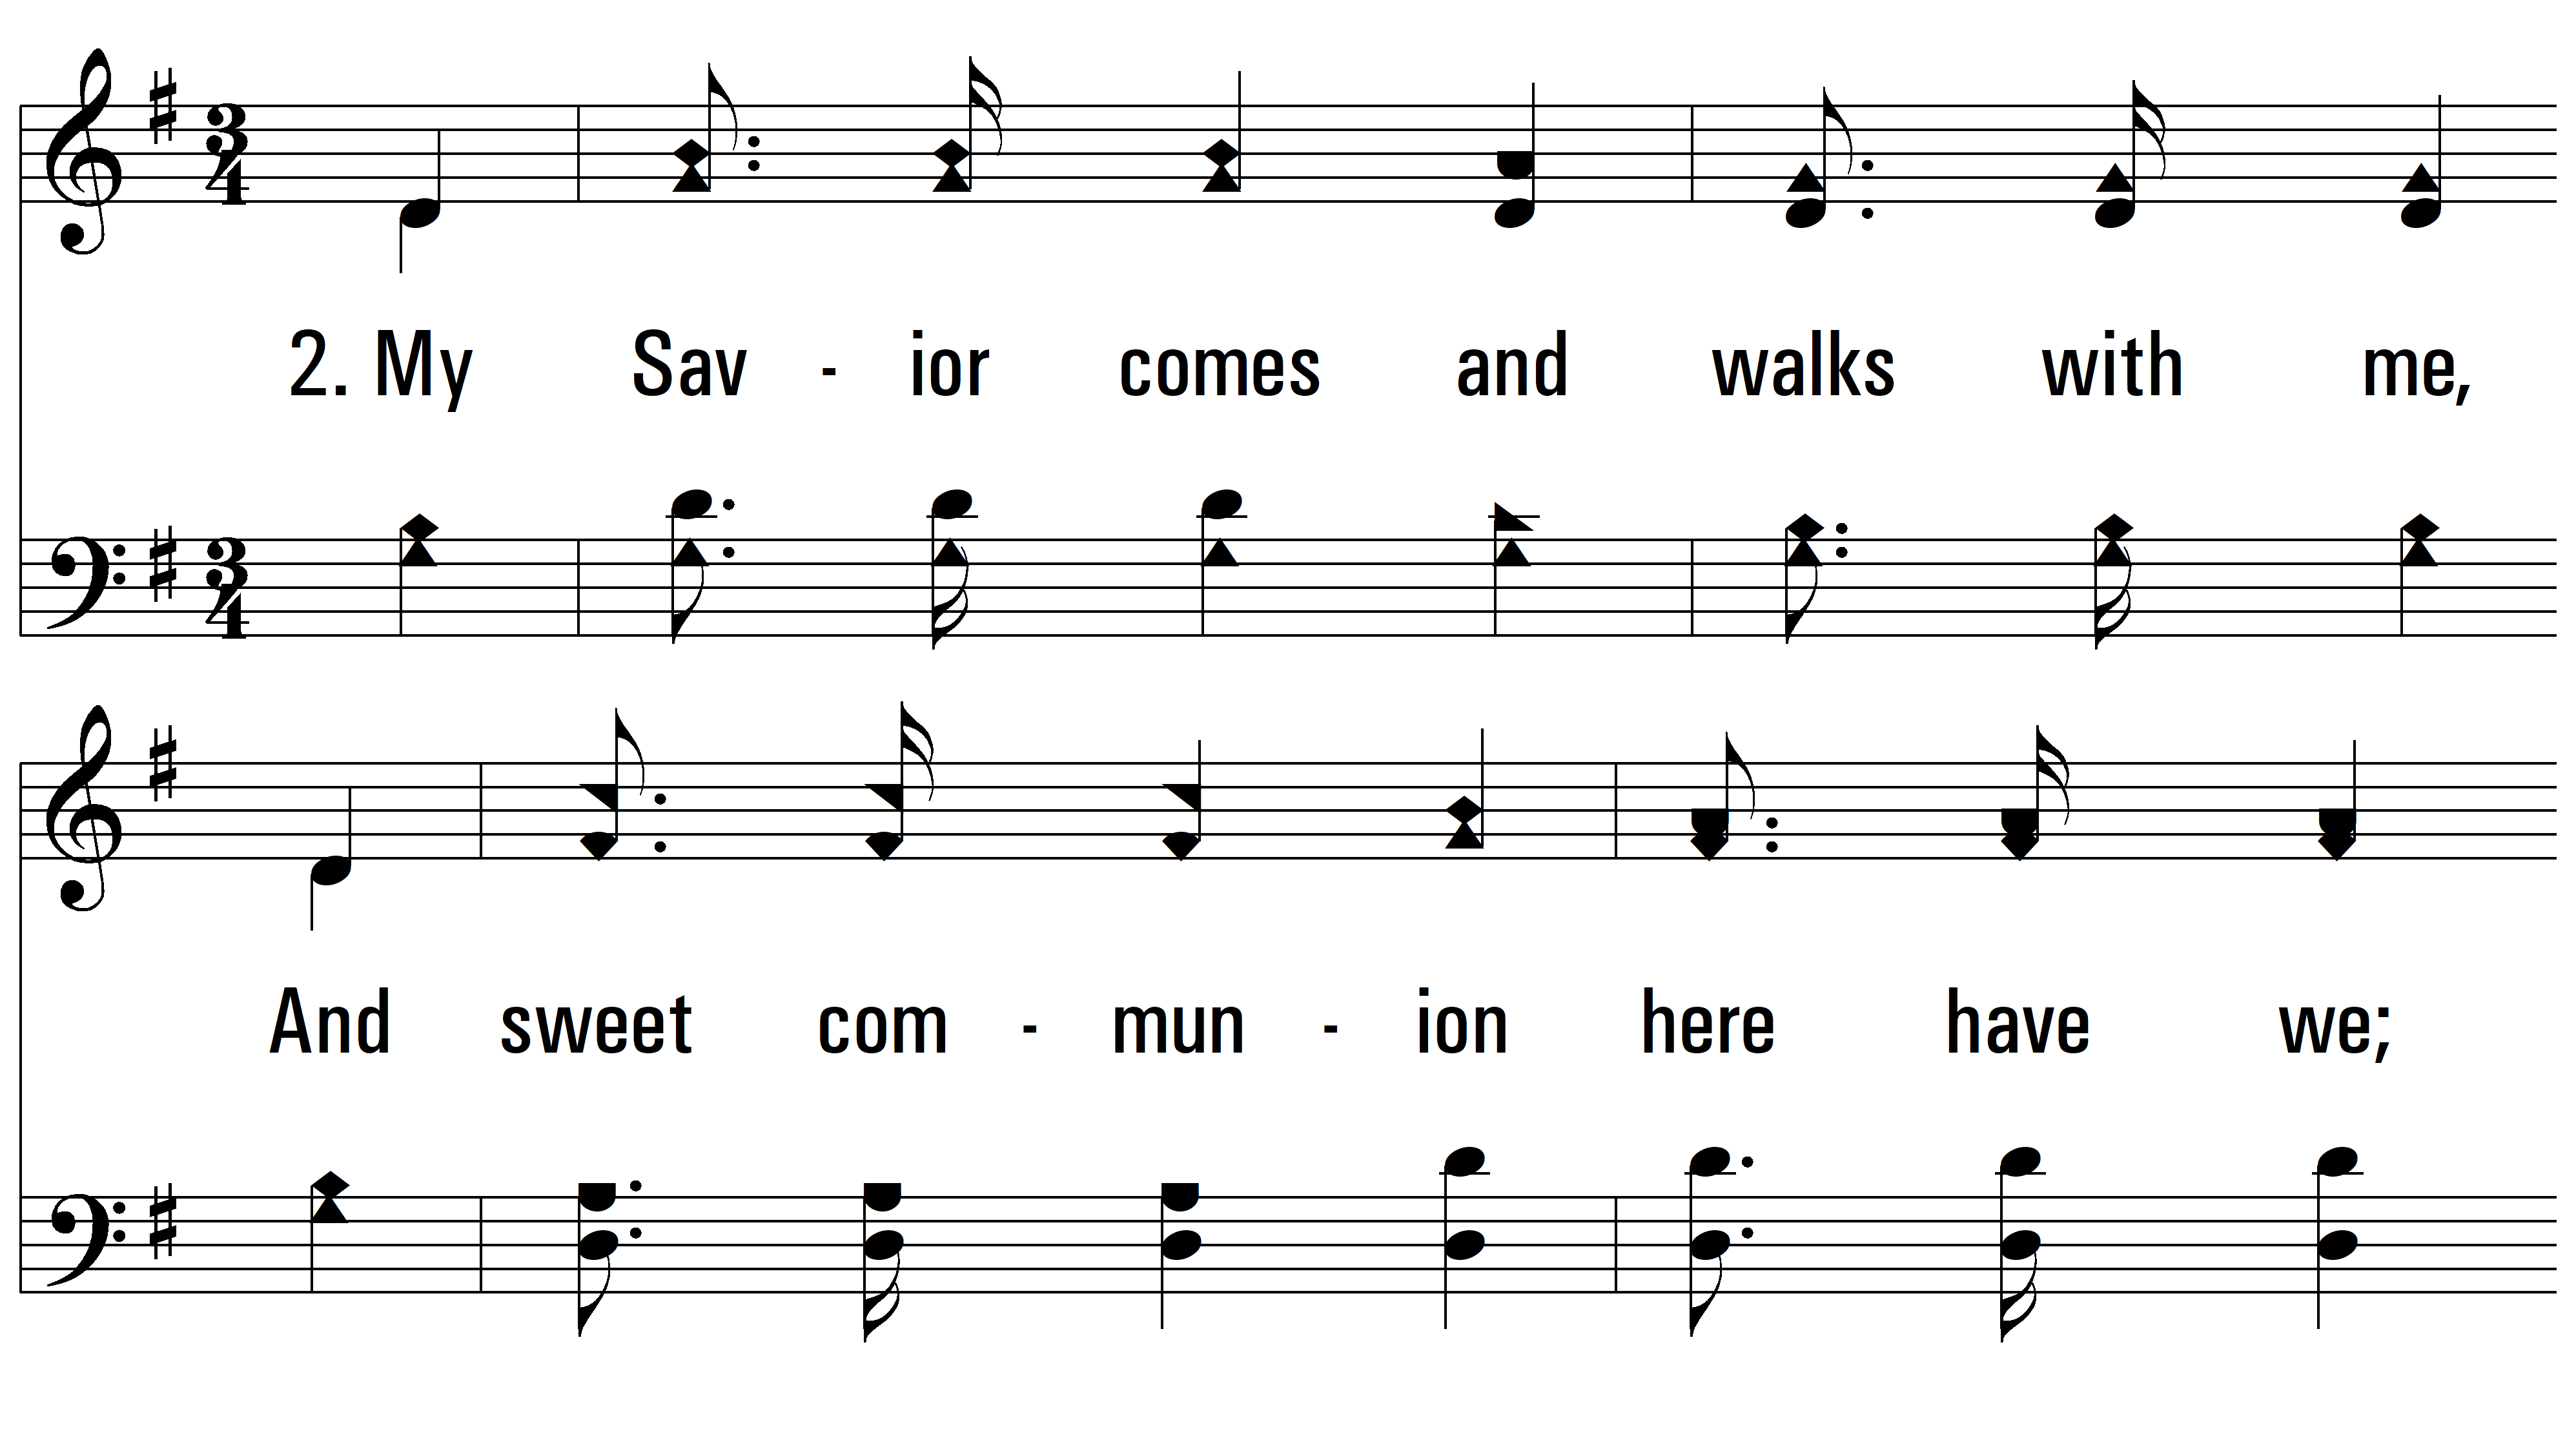 2. My Sav - ior comes and walks with me,
And sweet com - mun - ion here have we;